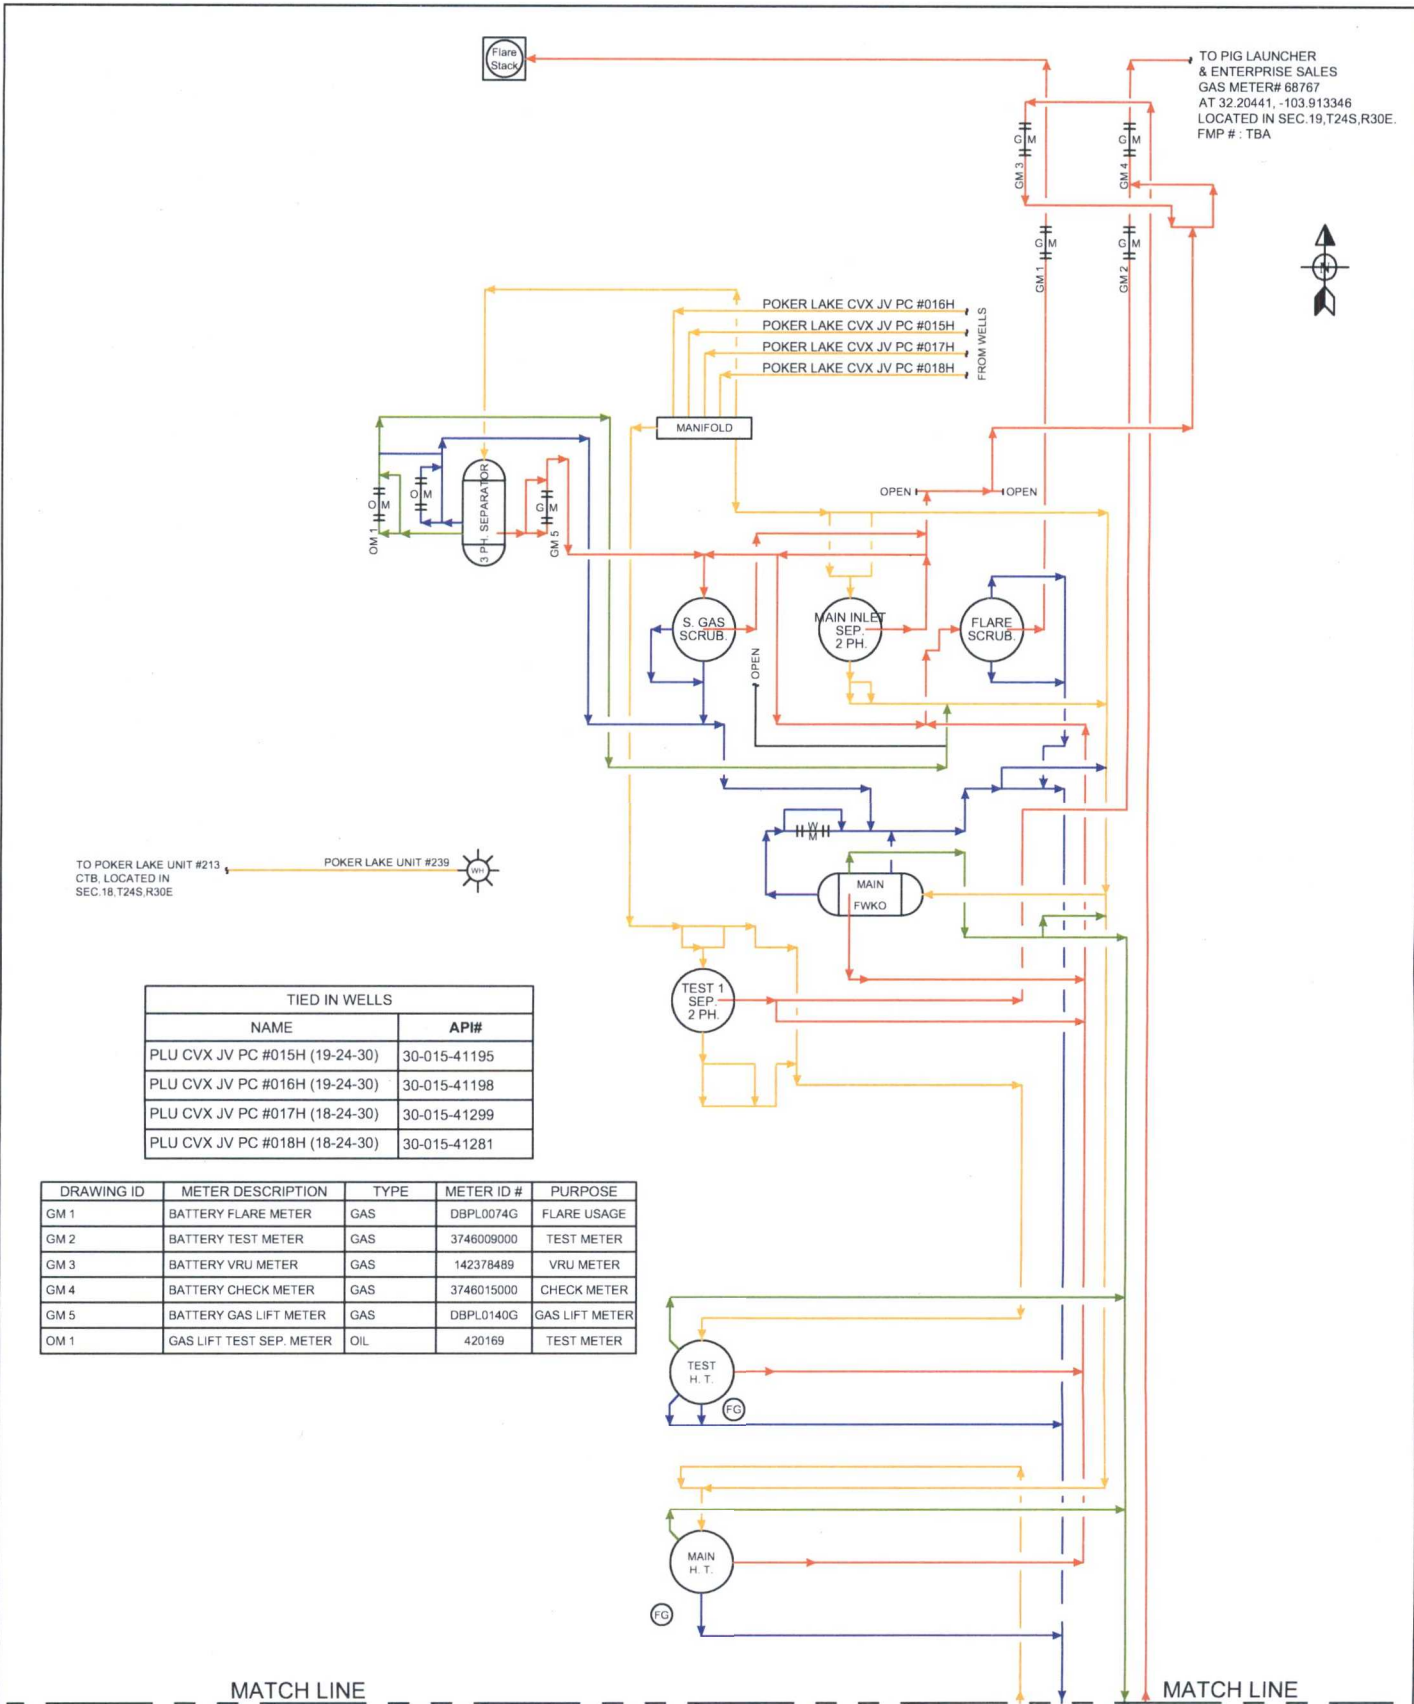 Flare
Stack
TO PIG LAUNCHER
& ENTERPRISE SALES
GAS METER# 68767
AT 32.20441, -103.913346
LOCATED IN SEC.19,T24S,R30E.
FMP # : TBA
G M
GM 3
G M
GM 4
G M
GM 1
G M
GM 2
N
POKER LAKE CVX JV PC #016H
POKER LAKE CVX JV PC #015H
POKER LAKE CVX JV PC #017H
POKER LAKE CVX JV PC #018H
FROM WELLS
MANIFOLD
O M
OM 1
O M
3 PH. SEPARATOR
G M
GM 5
OPEN
OPEN
S. GAS
SCRUB.
MAIN INLET
SEP.
2 PH.
FLARE
SCRUB.
OPEN
W
M
TO POKER LAKE UNIT #213
CTB, LOCATED IN
SEC.18,T24S,R30E
POKER LAKE UNIT #239
WH
MAIN
FWKO
TEST 1
SEP.
2 PH.
TIED IN WELLS
NAME API#
PLU CVX JV PC #015H (19-24-30) 30-015-41195
PLU CVX JV PC #016H (19-24-30) 30-015-41198
PLU CVX JV PC #017H (18-24-30) 30-015-41299
PLU CVX JV PC #018H (18-24-30) 30-015-41281
DRAWING ID METER DESCRIPTION TYPE METER ID # PURPOSE
GM 1 BATTERY FLARE METER GAS DBPL0074G FLARE USAGE
GM 2 BATTERY TEST METER GAS 3746009000 TEST METER
GM 3 BATTERY VRU METER GAS 142378489 VRU METER
GM 4 BATTERY CHECK METER GAS 3746015000 CHECK METER
GM 5 BATTERY GAS LIFT METER GAS DBPL0140G GAS LIFT METER
OM 1 GAS LIFT TEST SEP. METER OIL 420169 TEST METER
TEST
H. T.
FG
MAIN
H. T.
FG
MATCH LINE
MATCH LINE